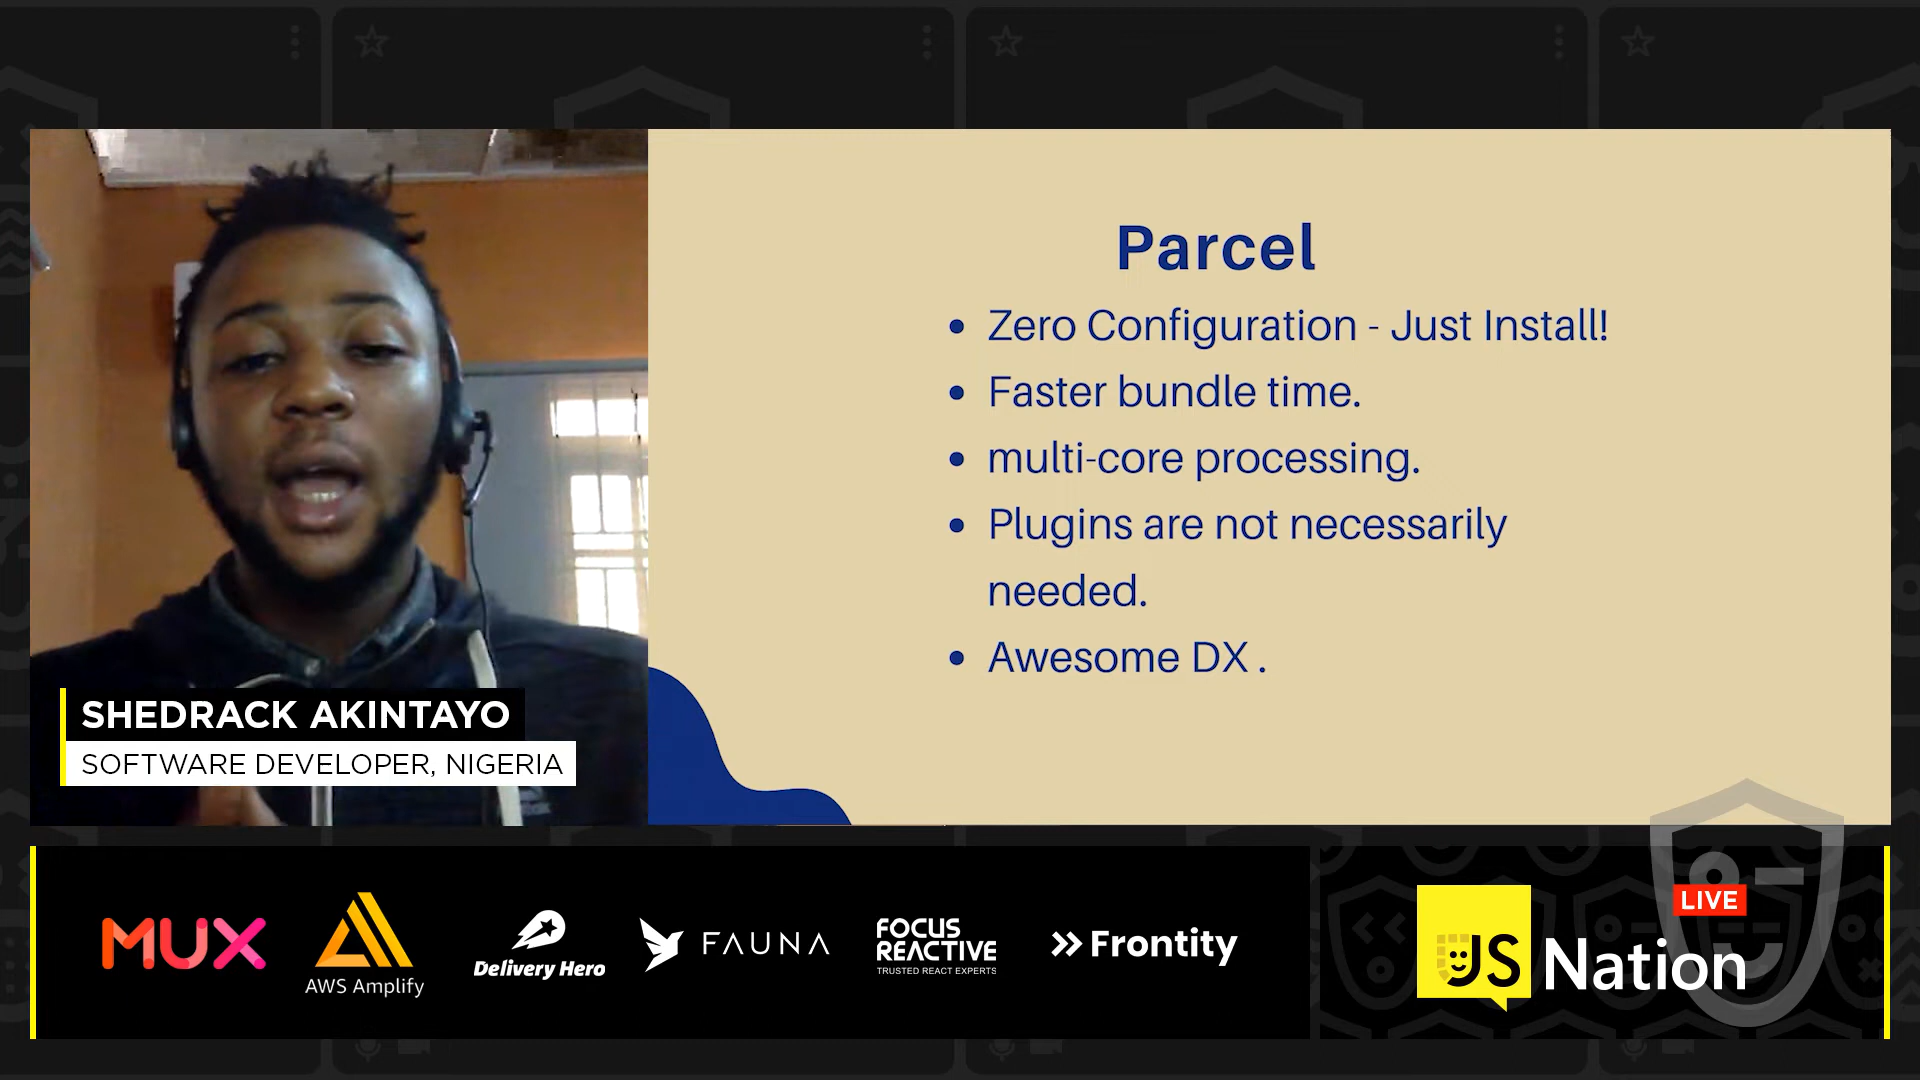 Parcel
Zero Configuration - Just Install!
Faster bundle time.
multi-core processing.
Plugins are not necessarily
needed.
Awesome DX .
SHEDRACK AKINTAYO
SOFTWARE DEVELOPER, NIGERIA
MUX
AWS Amplify
Delivery Hero
FAUNA
FOCUS
REACTIVE
TRUSTED REACT EXPERTS
Frontity
LIVE
JS Nation